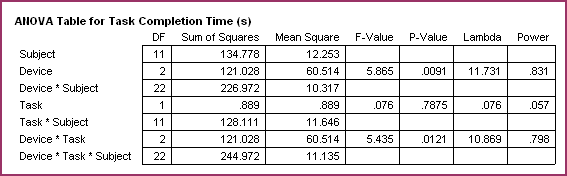 ANOVA Table for Task Completion Time (s)
DF Sum of Squares Mean Square F-Value P-Value Lambda Power
Subject 11 134.778 12.253
Device 2 121.028 60.514 5.865 .0091 11.731 .831
Device * Subject 22 226.972 10.317
Task 1 .889 .889 .076 .7875 .076 .057
Task * Subject 11 128.111 11.646
Device * Task 2 121.028 60.514 5.435 .0121 10.869 .798
Device * Task * Subject 22 244.972 11.135